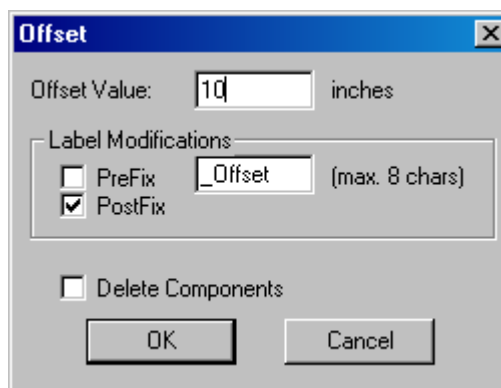 Offset
Offset Value: 10 inches
Label Modifications
PreFix _Offset (max. 8 chars)
PostFix
Delete Components
OK Cancel